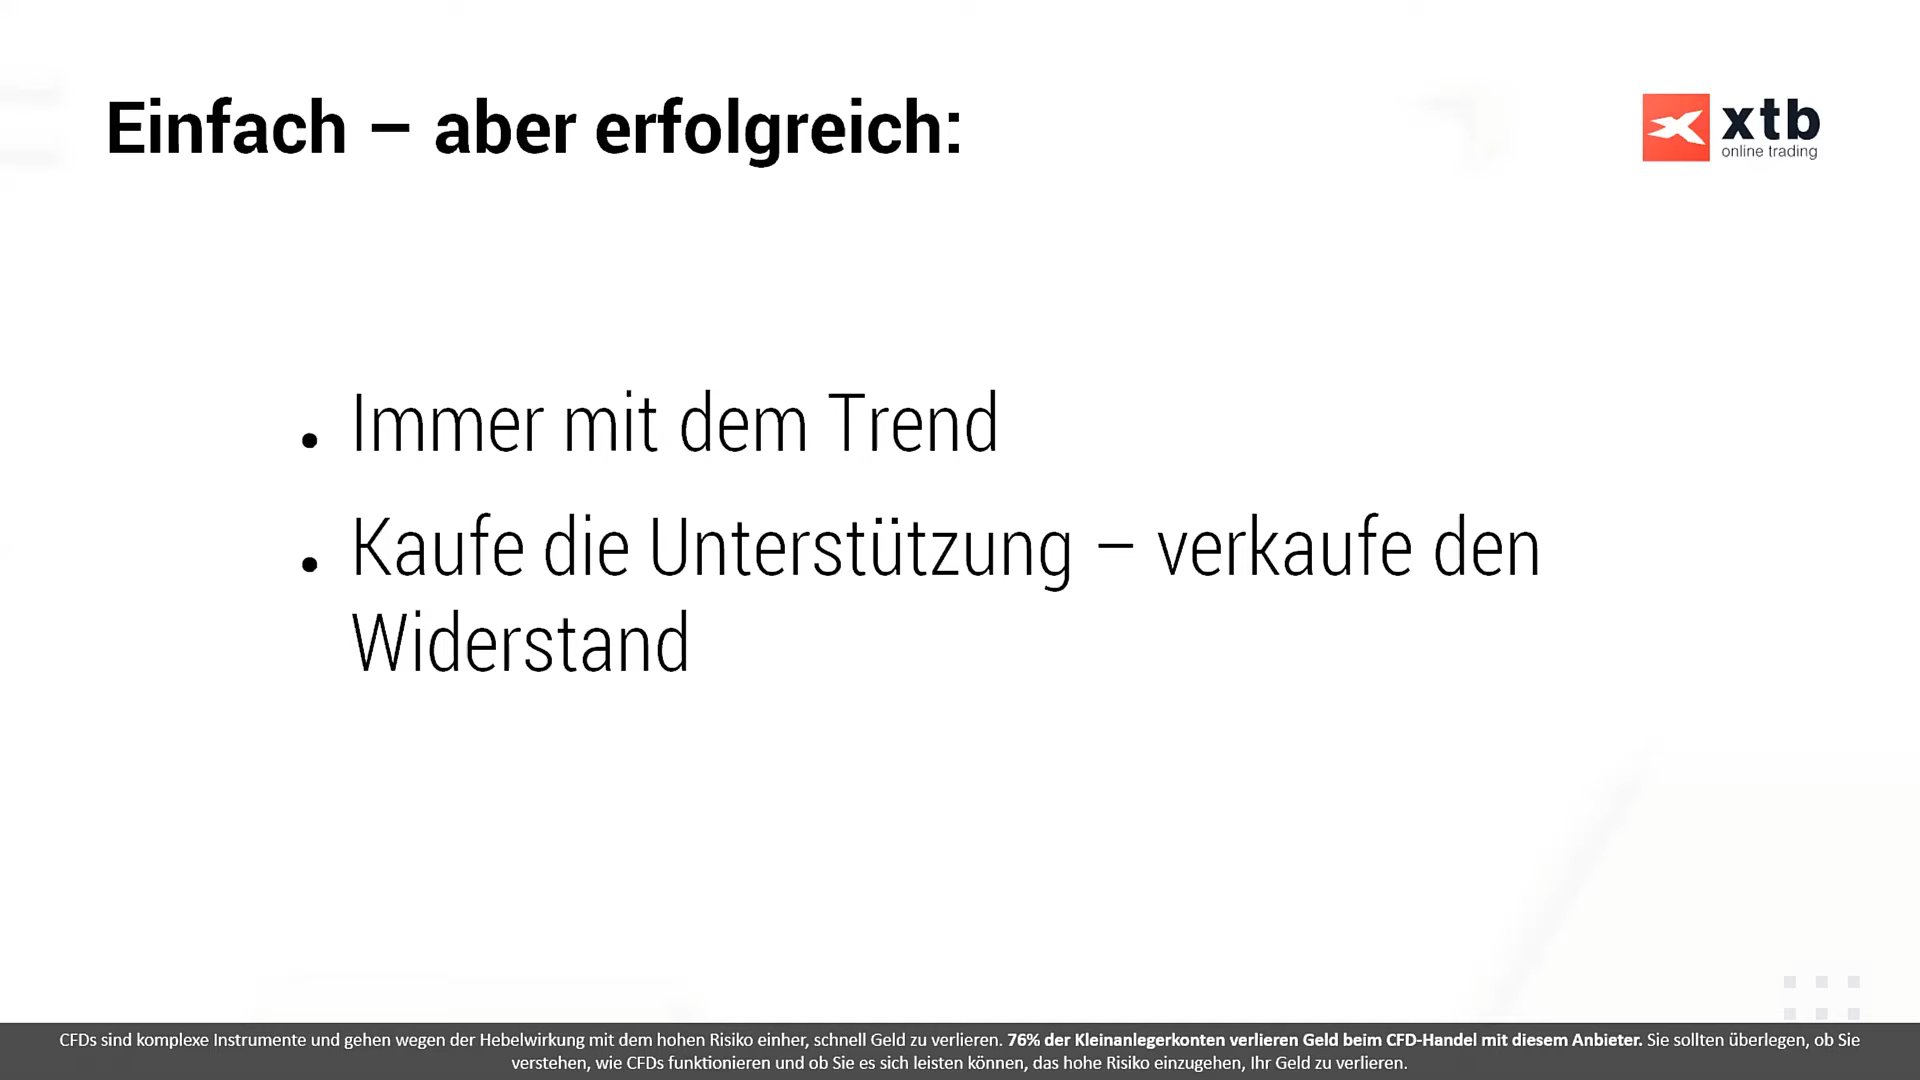 Einfach – aber erfolgreich:
xtb
online trading
• Immer mit dem Trend
• Kaufe die Unterstützung – verkaufe den
Widerstand
CFDs sind komplexe Instrumente und gehen wegen der Hebelwirkung mit dem hohen Risiko einher, schnell Geld zu verlieren. 76% der Kleinanlegerkonten verlieren Geld beim CFD-Handel mit diesem Anbieter. Sie sollten überlegen, ob Sie
verstehen, wie CFDs funktionieren und ob Sie es sich leisten können, das hohe Risiko einzugehen, Ihr Geld zu verlieren.